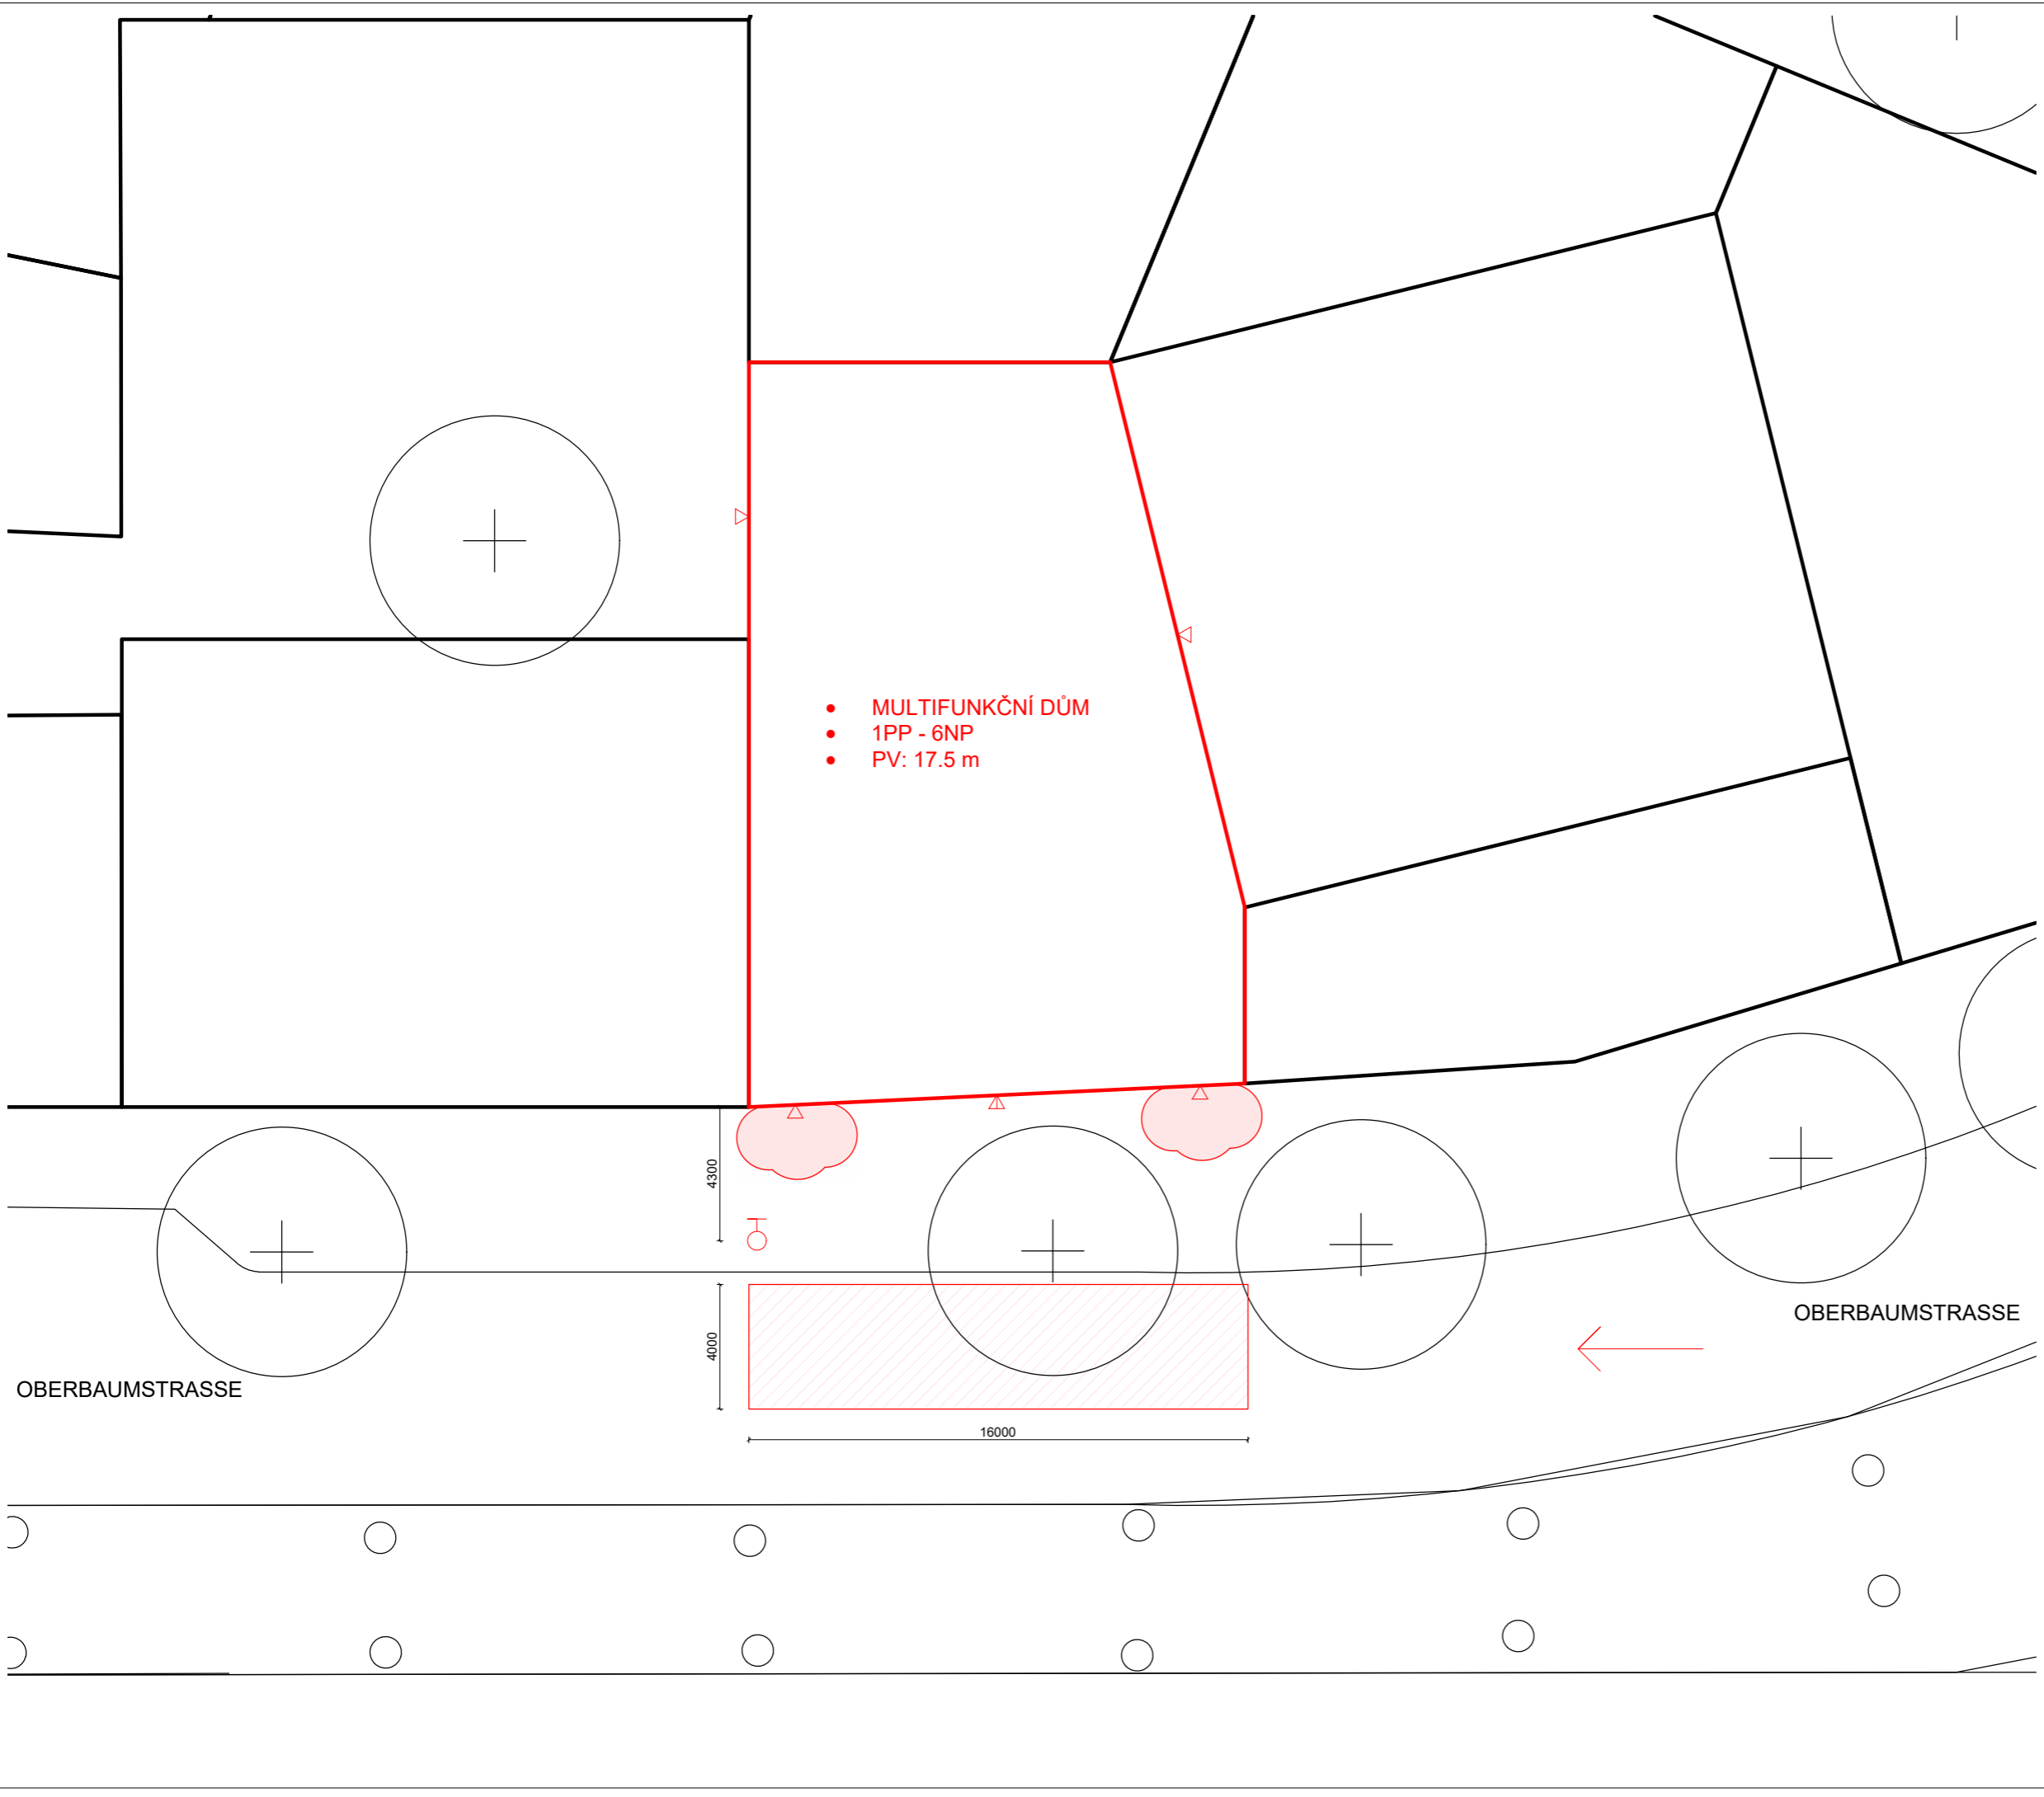 • MULTIFUNKČNÍ DŮM
• 1PP - 6NP
• PV: 17.5 m
4300
OBERBAUMSTRASSE
4000
OBERBAUMSTRASSE
16000